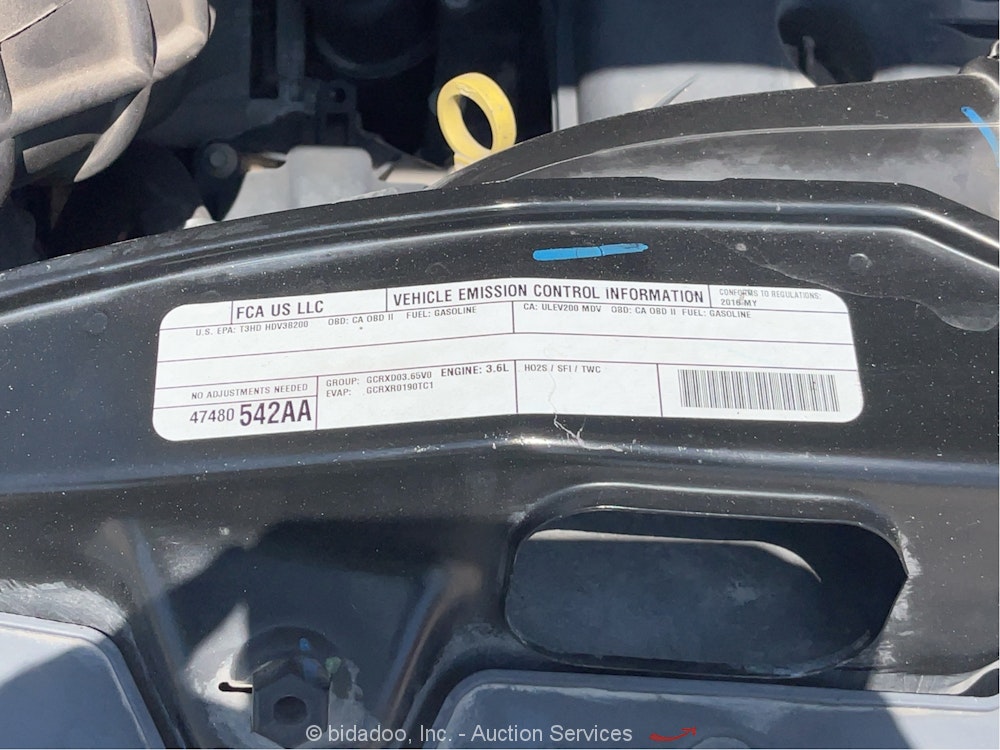 FCA US LLC
VEHICLE EMISSION CONTROL INFORMATION
CONFORMS TO REGULATIONS:
2016 MY
U.S. EPA: T3HD HDV38200 OBD: CA OBD II FUEL: GASOLINE
CA: ULEV200 MDV OBD: CA OBD II FUEL: GASOLINE
NO ADJUSTMENTS NEEDED
47480 542AA
GROUP: GCRXD03.65V0 ENGINE: 3.6L
EVAP: GCRXR0190TC1
HO2S / SFI / TWC
© bidadoo, Inc. - Auction Services